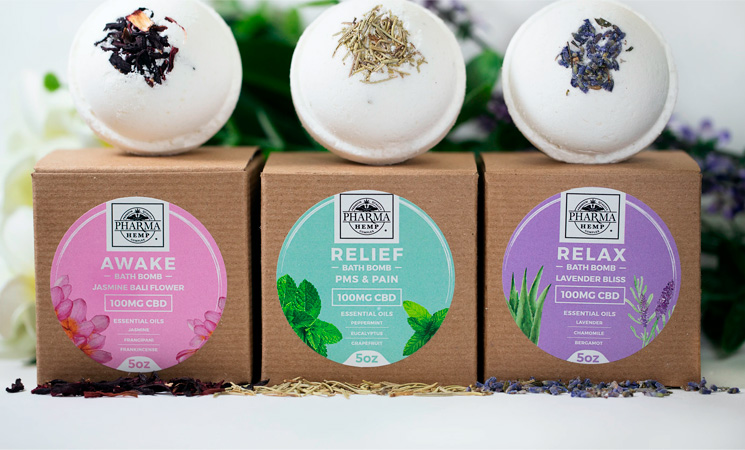 PHARMA
HEMP
AWAKE
BATH BOMB
JASMINE BALI FLOWER
100MG CBD
ESSENTIAL OILS
JASMINE
FRANGIPANI
FRANKINCENSE
5oz
PHARMA
HEMP
RELIEF
BATH BOMB
PMS & PAIN
100MG CBD
ESSENTIAL OILS
PEPPERMINT
EUCALYPTUS
GRAPEFRUIT
5oz
PHARMA
HEMP
RELAX
BATH BOMB
LAVENDER BLISS
100MG CBD
ESSENTIAL OILS
LAVENDER
CHAMOMILE
BERGAMOT
5oz